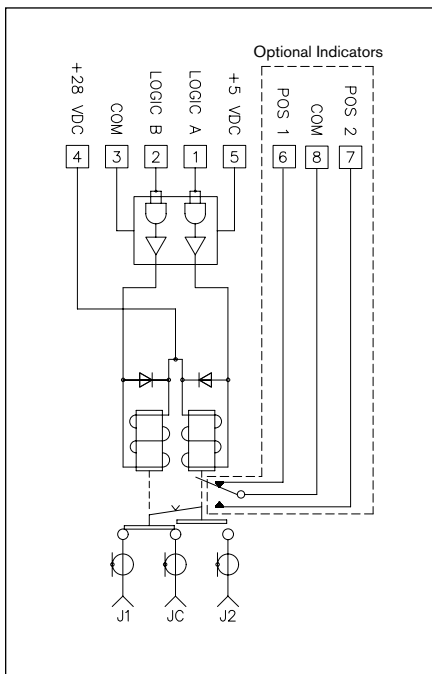 Optional Indicators
+28 VDC
COM
LOGIC B
LOGIC A
+5 VDC
POS 1
COM
POS 2
4
3
2
1
5
6
8
7
J1
JC
J2